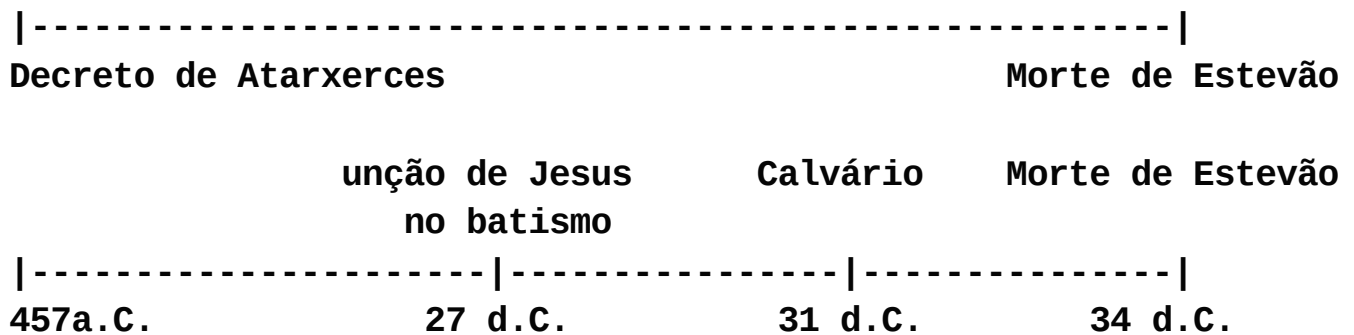 |--------------------------------------------------------|
Decreto de Atarxerces Morte de Estevão
unção de Jesus Calvário Morte de Estevão
no batismo
|----------------------|----------------|---------------|
457a.C. 27 d.C. 31 d.C. 34 d.C.